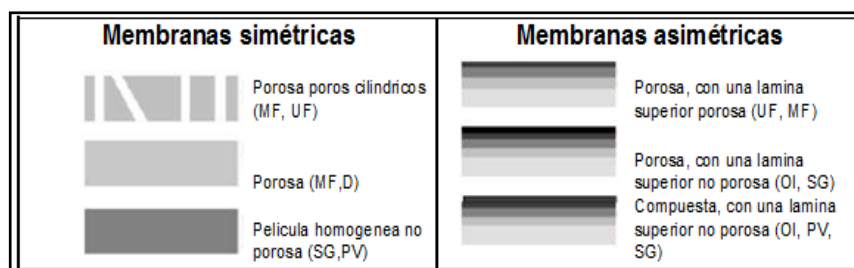 Membranas simétricas
Porosa poros cilindricos
(MF, UF)
Porosa (MF,D)
Pelicula homogenea no
porosa (SG,PV)
Membranas asimétricas
Porosa, con una lamina
superior porosa (UF, MF)
Porosa, con una lamina
superior no porosa (OI, SG)
Compuesta, con una lamina
superior no porosa (OI, PV,
SG)